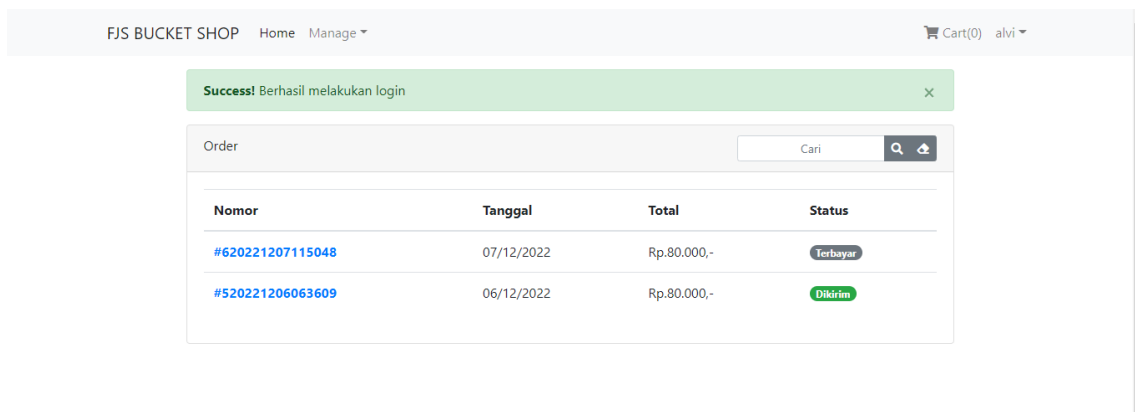 FJS BUCKET SHOP Home Manage Cart(0) alvi
Success! Berhasil melakukan login ×
Order Cari
Nomor Tanggal Total Status
#620221207115048 07/12/2022 Rp.80.000,- Terbayar
#520221206063609 06/12/2022 Rp.80.000,- Dikirim